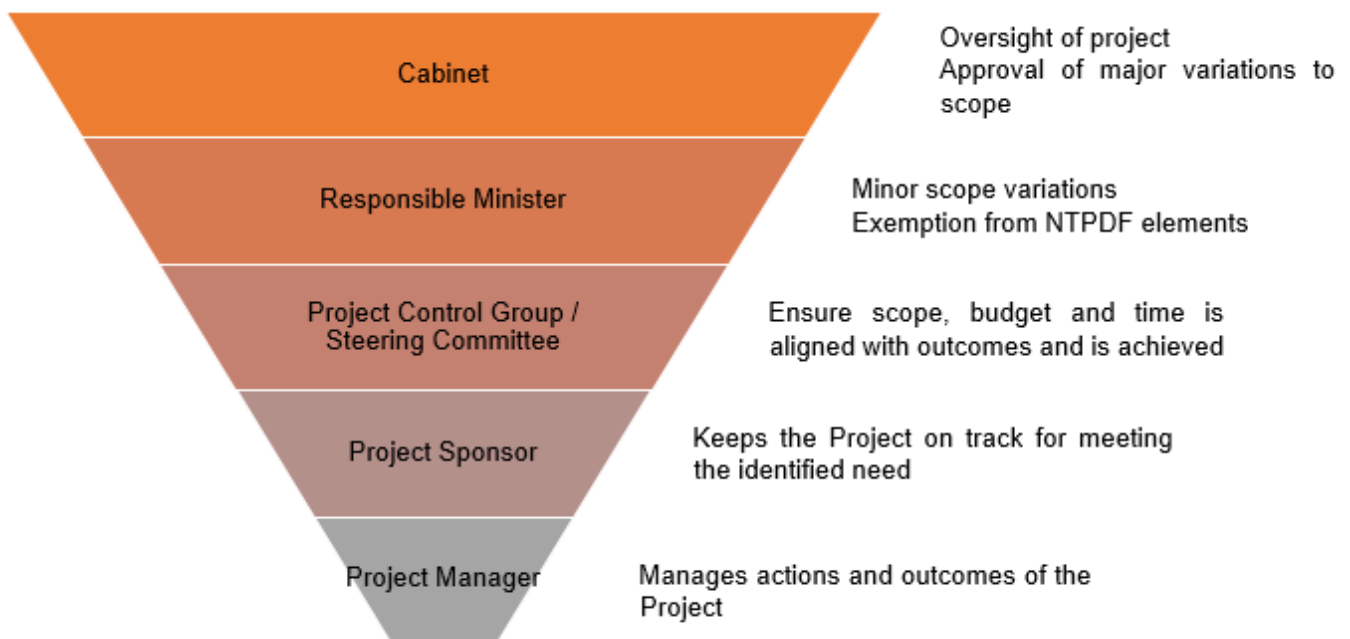 Cabinet
Oversight of project
Approval of major variations to
scope
Responsible Minister
Minor scope variations
Exemption from NTPDF elements
Project Control Group /
Steering Committee
Ensure scope, budget and time is
aligned with outcomes and is achieved
Project Sponsor
Keeps the Project on track for meeting
the identified need
Project Manager
Manages actions and outcomes of the
Project